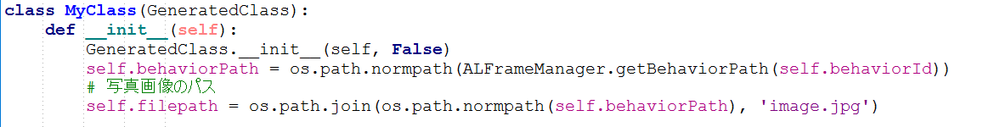 class MyClass(GeneratedClass):
    def __init__(self):
        GeneratedClass.__init__(self, False)
        self.behaviorPath = os.path.normpath(ALFrameManager.getBehaviorPath(self.behaviorId))
        # 写真画像のパス
        self.filepath = os.path.join(os.path.normpath(self.behaviorPath), 'image.jpg')